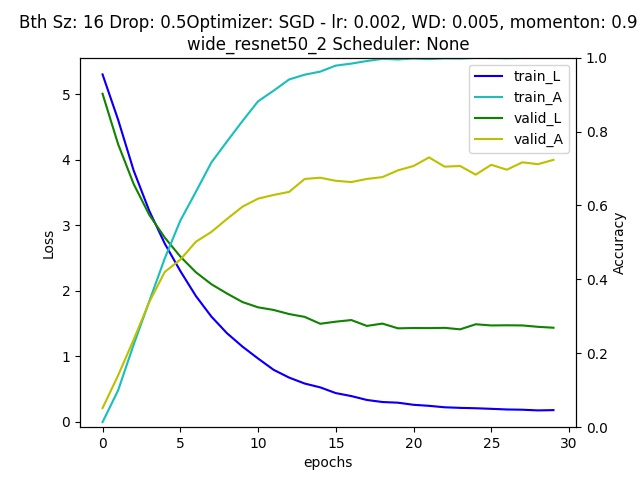 Bth Sz: 16 Drop: 0.5Optimizer: SGD - lr: 0.002, WD: 0.005, momenton: 0.9
wide_resnet50_2 Scheduler: None
train_L
train_A
valid_L
valid_A
Loss
5
4
3
2
1
0
Accuracy
1.0
0.8
0.6
0.4
0.2
0.0
0 5 10 15 20 25 30
epochs